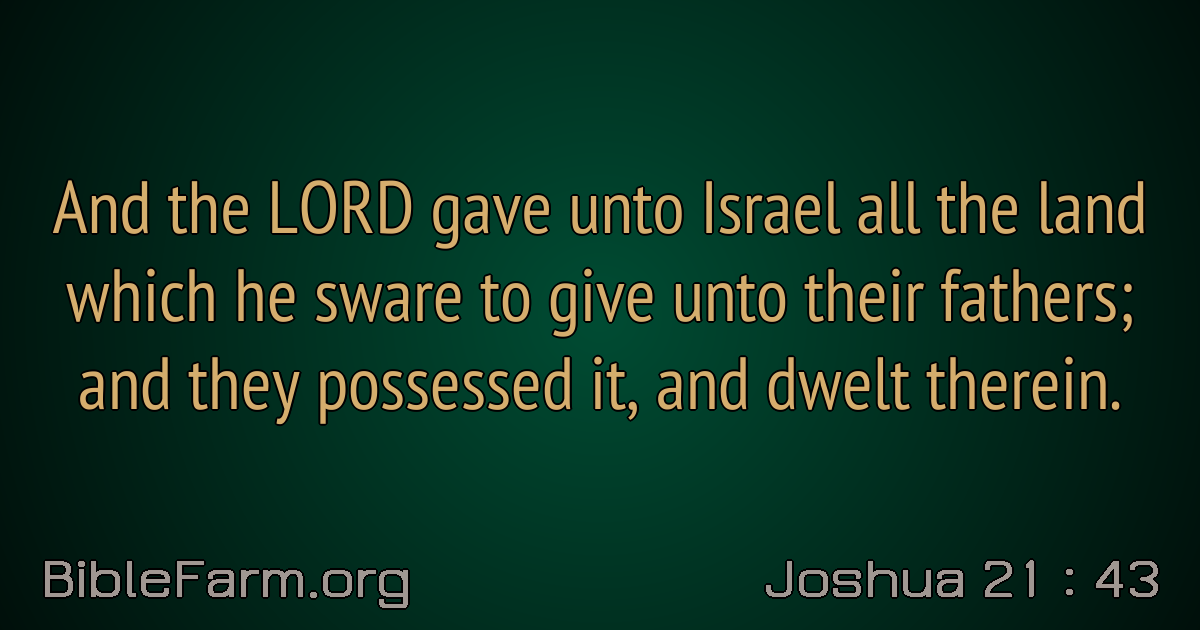 And the LORD gave unto Israel all the land
which he sware to give unto their fathers;
and they possessed it, and dwelt therein.
BibleFarm.org
Joshua 21 : 43